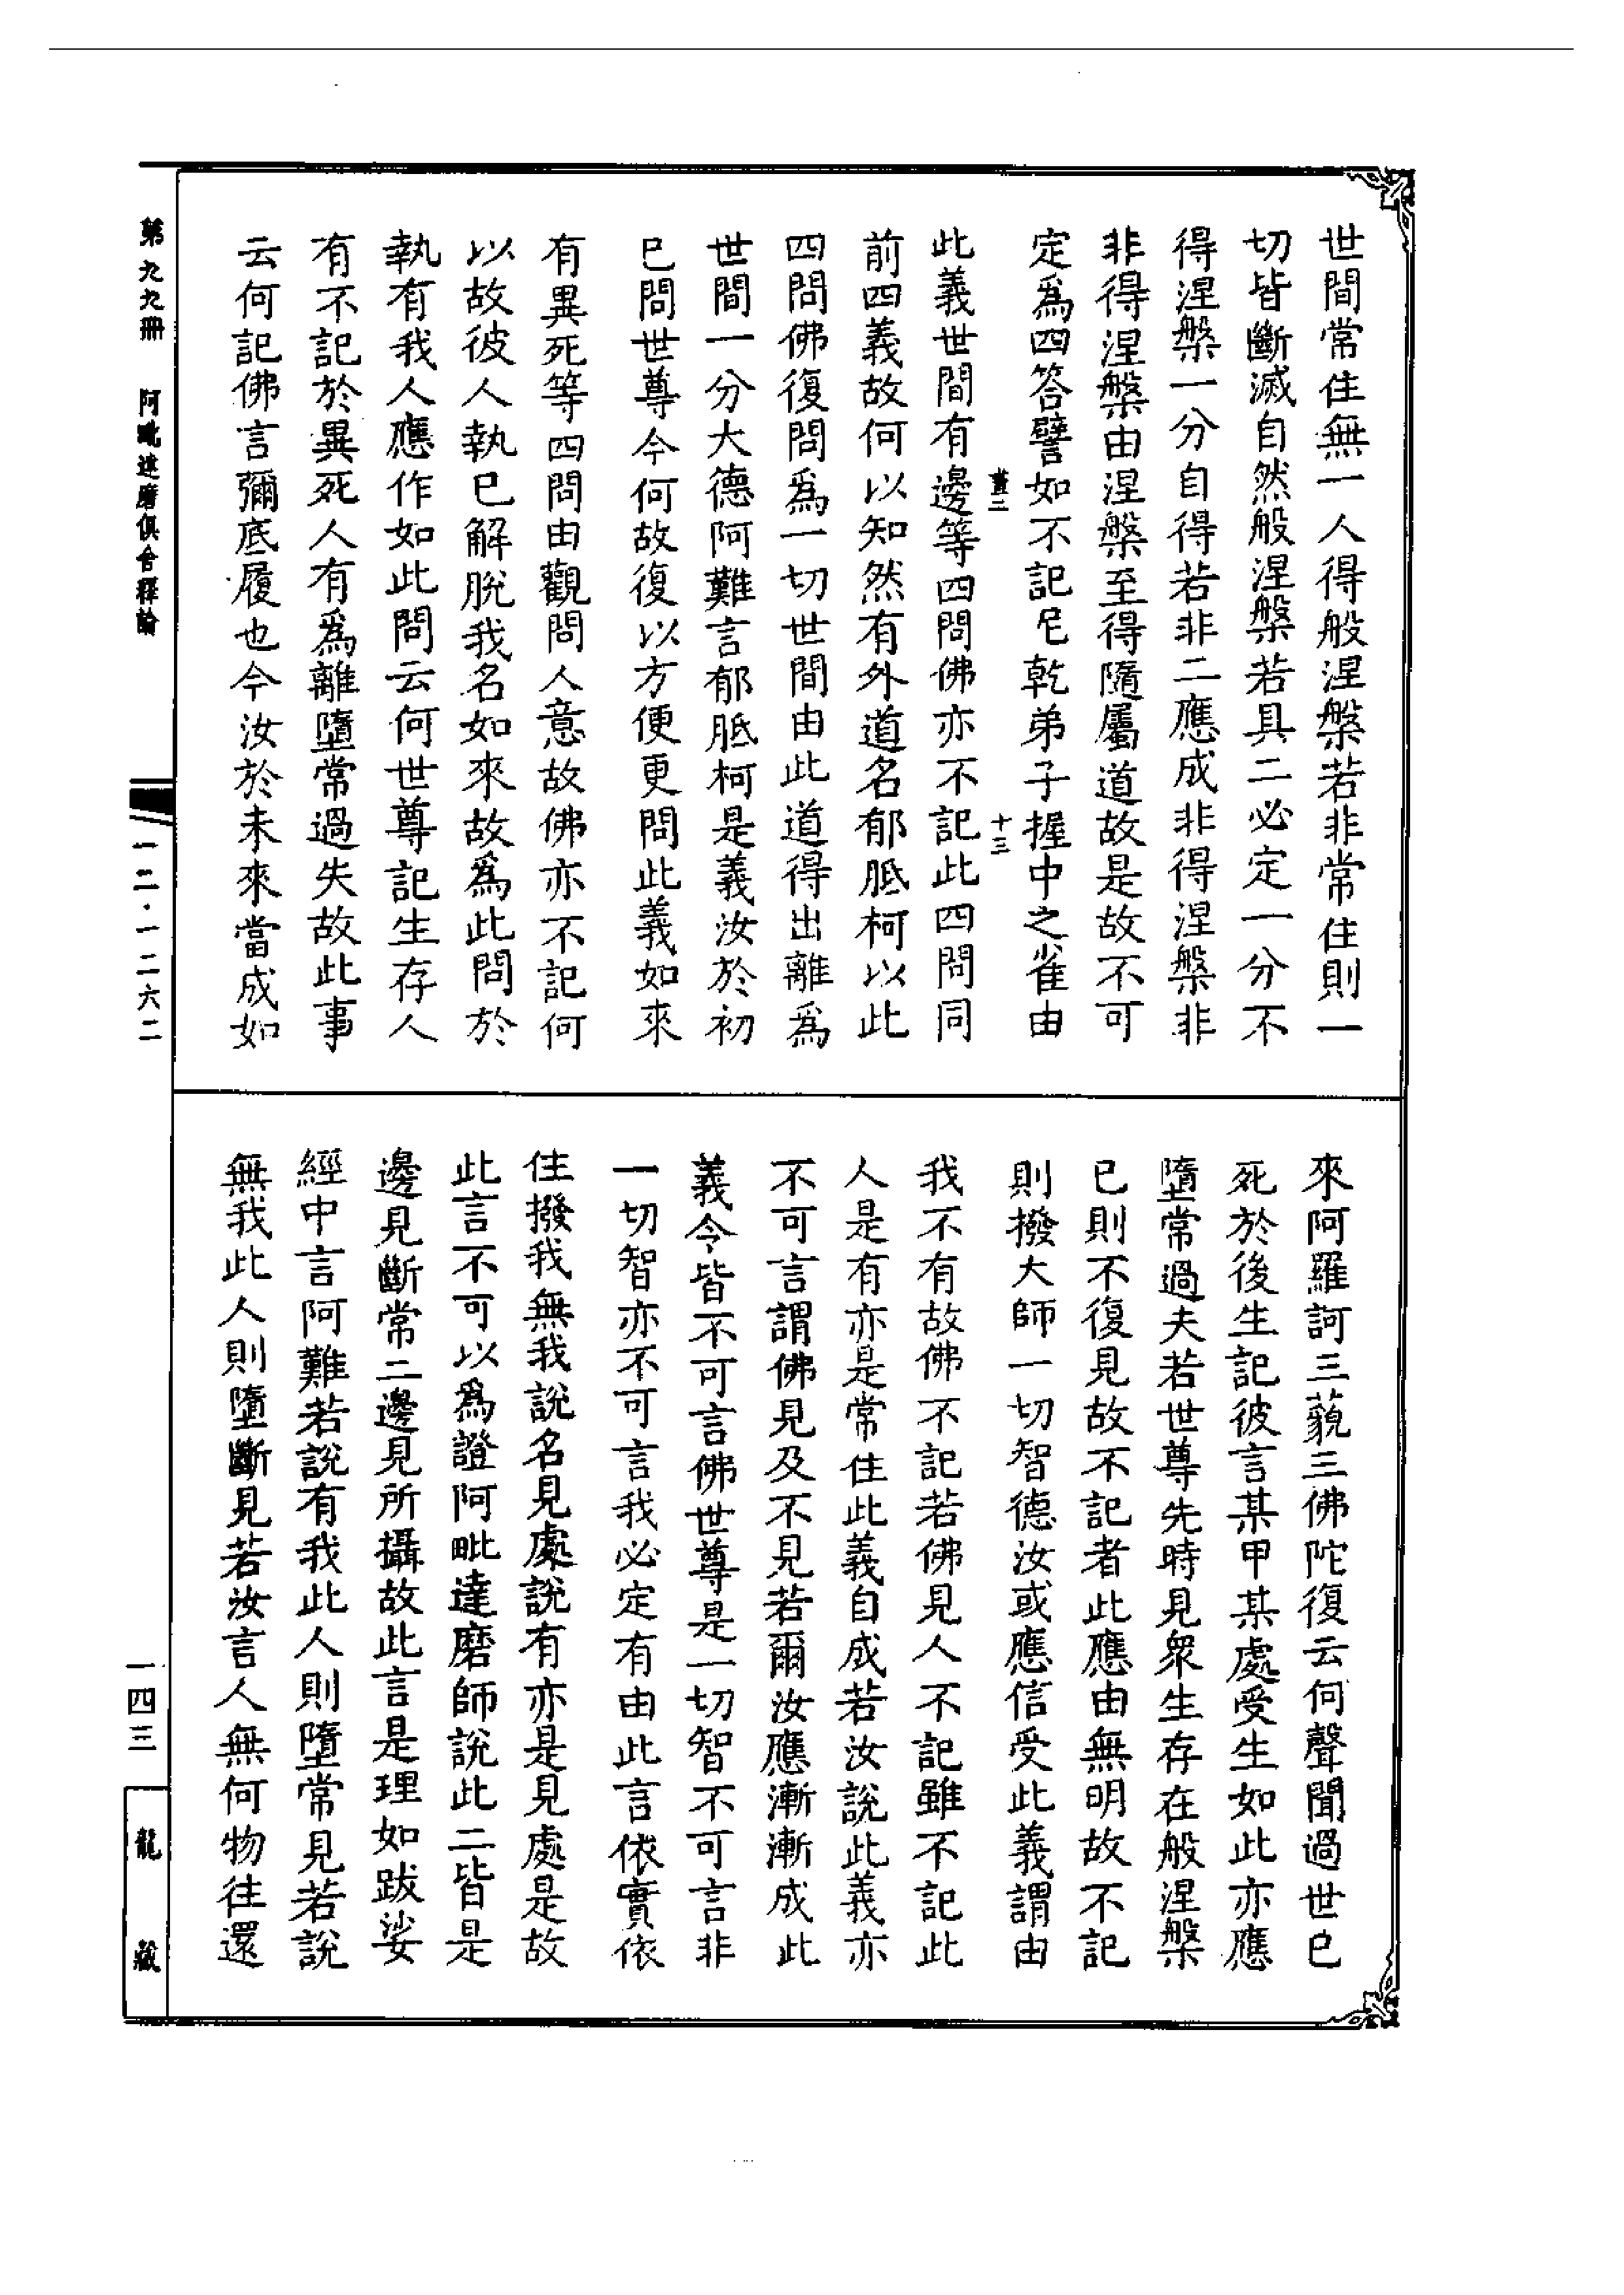 世間常住無一人得般涅槃若非常住則一
切皆斷滅自然般涅槃若具二必定一分不
得涅槃一分自得若非二應成非得涅槃非
非得涅槃由涅槃至得隨屬道故是故不可
定為四答譬如不記尼乾弟子握中之雀由
十三
此義世間有邊等四問佛亦不記此四問同
前四義故何以知然有外道名郁胝柯以此
四問佛復問為一切世間由此道得出離為
世間一分大德阿難言郁胝柯是義汝於初
已問世尊今何故復以方便更問此義如來
有異死等四問由觀問人意故佛亦不記何
以故彼人執已解脫我名如來故為此問於
執有我人應作如此問云何世尊記生存人
有不記於異死人有為離墮常過失故此事
云何記佛言彌底履也今汝於未來當成如
來阿羅訶三藐三佛陀復云何聲聞過世已
死於後生記彼言某甲某處受生如此亦應
墮常過失若世尊先時見眾生存在般涅槃
已則不復見故不記者此應由無明故不記
則撥大師一切智德汝或應信受此義謂由
我不有故佛不記若佛見人不記雖不記此
人是有亦是常住此義自成若汝說此義亦
不可言謂佛見及不見若爾汝應漸漸成此
義令皆不可言佛世尊是一切智不可言非
一切智亦不可言我必定有由此言依實依
住撥我無我說名見處說有亦是見處是故
此言不可以為證阿毗達磨師說此二皆是
邊見斷常二邊見所攝故此言是理如跋娑
經中言阿難若說有我此人則墮常見若說
無我此人則墮斷見若汝言人無何物往還
第九九冊 阿毗達磨俱舍釋論
一二·一二六二
一四三
龍藏